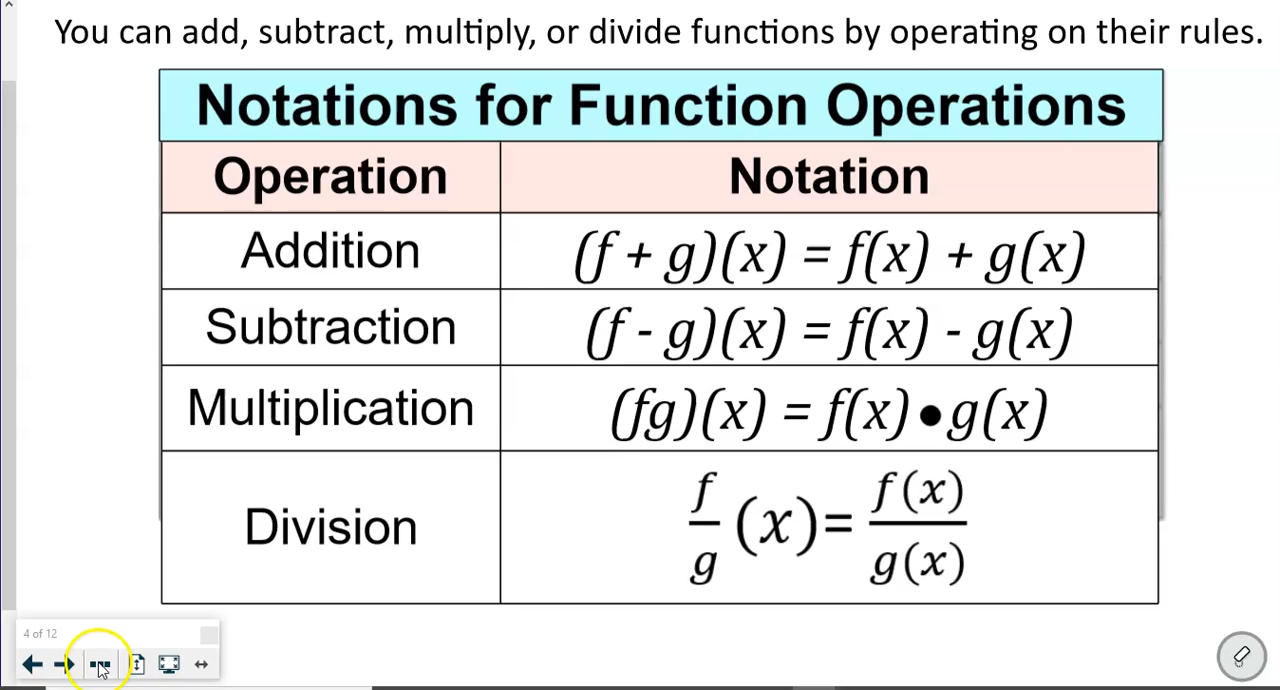 You can add, subtract, multiply, or divide functions by operating on their rules.
Notations for Function Operations
Operation Notation
Addition (f + g)(x) = f(x) + g(x)
Subtraction (f - g)(x) = f(x) - g(x)
Multiplication (fg)(x) = f(x)●g(x)
Division f/g (x)= f(x)/g(x)
4 of 12